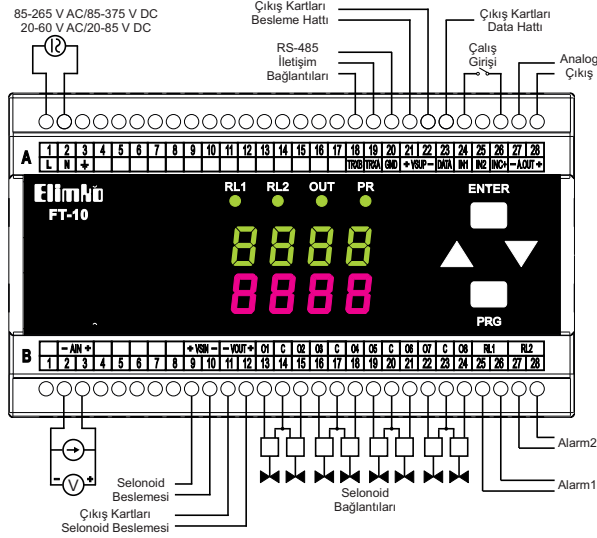 85-265 V AC/85-375 V DC
20-60 V AC/20-85 V DC
Çıkış Kartları
Besleme Hattı
RS-485
İletişim
Bağlantıları
Çıkış Kartları
Data Hattı
Çalış
Girişi
Analog
Çıkış
A
1 2 3 4 5 6 7 8 9 10 11 12 13 14 15 16 17 18 19 20 21 22 23 24 25 26 27 28
L N TRXB TRXA GND + VSUP - DATA IN1 IN2 INC+ - A.OUT +
Elimko
FT-10
RL1 RL2 OUT PR
ENTER
8888
8888
PRG
B
- AIN + + VSIN - - VOUT + O1 C O2 O3 C O4 O5 C O6 O7 C O8 RL1 RL2
1 2 3 4 5 6 7 8 9 10 11 12 13 14 15 16 17 18 19 20 21 22 23 24 25 26 27 28
- V +
Selonoid
Beslemesi
Çıkış Kartları
Selonoid Beslemesi
Selonoid
Bağlantıları
Alarm2
Alarm1